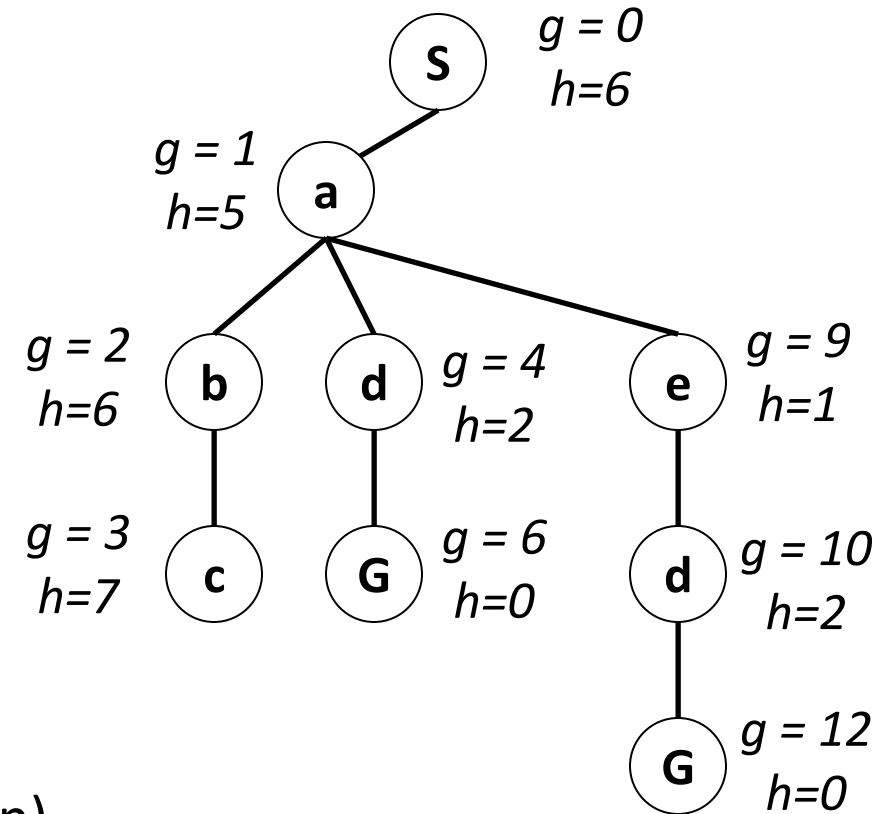 S
g = 0
h=6
g = 1
h=5
a
g = 2
h=6
b
d
g = 4
h=2
e
g = 9
h=1
g = 3
h=7
c
G
g = 6
h=0
d
g = 10
h=2
G
g = 12
h=0